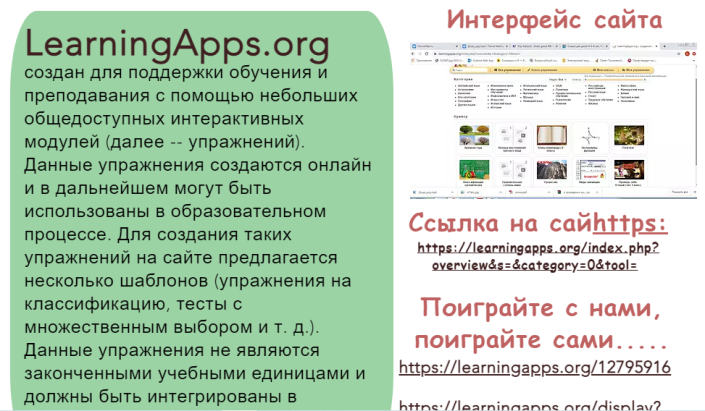 LearningApps.org
создан для поддержки обучения и
преподавания с помощью небольших
общедоступных интерактивных
модулей (далее -- упражнений).
Данные упражнения создаются онлайн
и в дальнейшем могут быть
использованы в образовательном
процессе. Для создания таких
упражнений на сайте предлагается
несколько шаблонов (упражнения на
классификацию, тесты с
множественным выбором и т. д.).
Данные упражнения не являются
законченными учебными единицами и
должны быть интегрированы в
Интерфейс сайта
Ссылка на сайhttps:
https://learningapps.org/index.php?
overview&s=&category=0&tool=
Поиграйте с нами,
поиграйте сами.....
https://learningapps.org/12795916
https://learningapps.org/display?